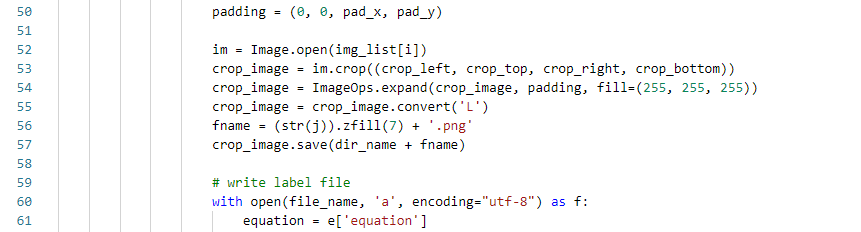 50 padding = (0, 0, pad_x, pad_y)
51
52 im = Image.open(img_list[i])
53 crop_image = im.crop((crop_left, crop_top, crop_right, crop_bottom))
54 crop_image = ImageOps.expand(crop_image, padding, fill=(255, 255, 255))
55 crop_image = crop_image.convert('L')
56 fname = (str(j)).zfill(7) + '.png'
57 crop_image.save(dir_name + fname)
58
59 # write label file
60 with open(file_name, 'a', encoding="utf-8") as f:
61 equation = e['equation']